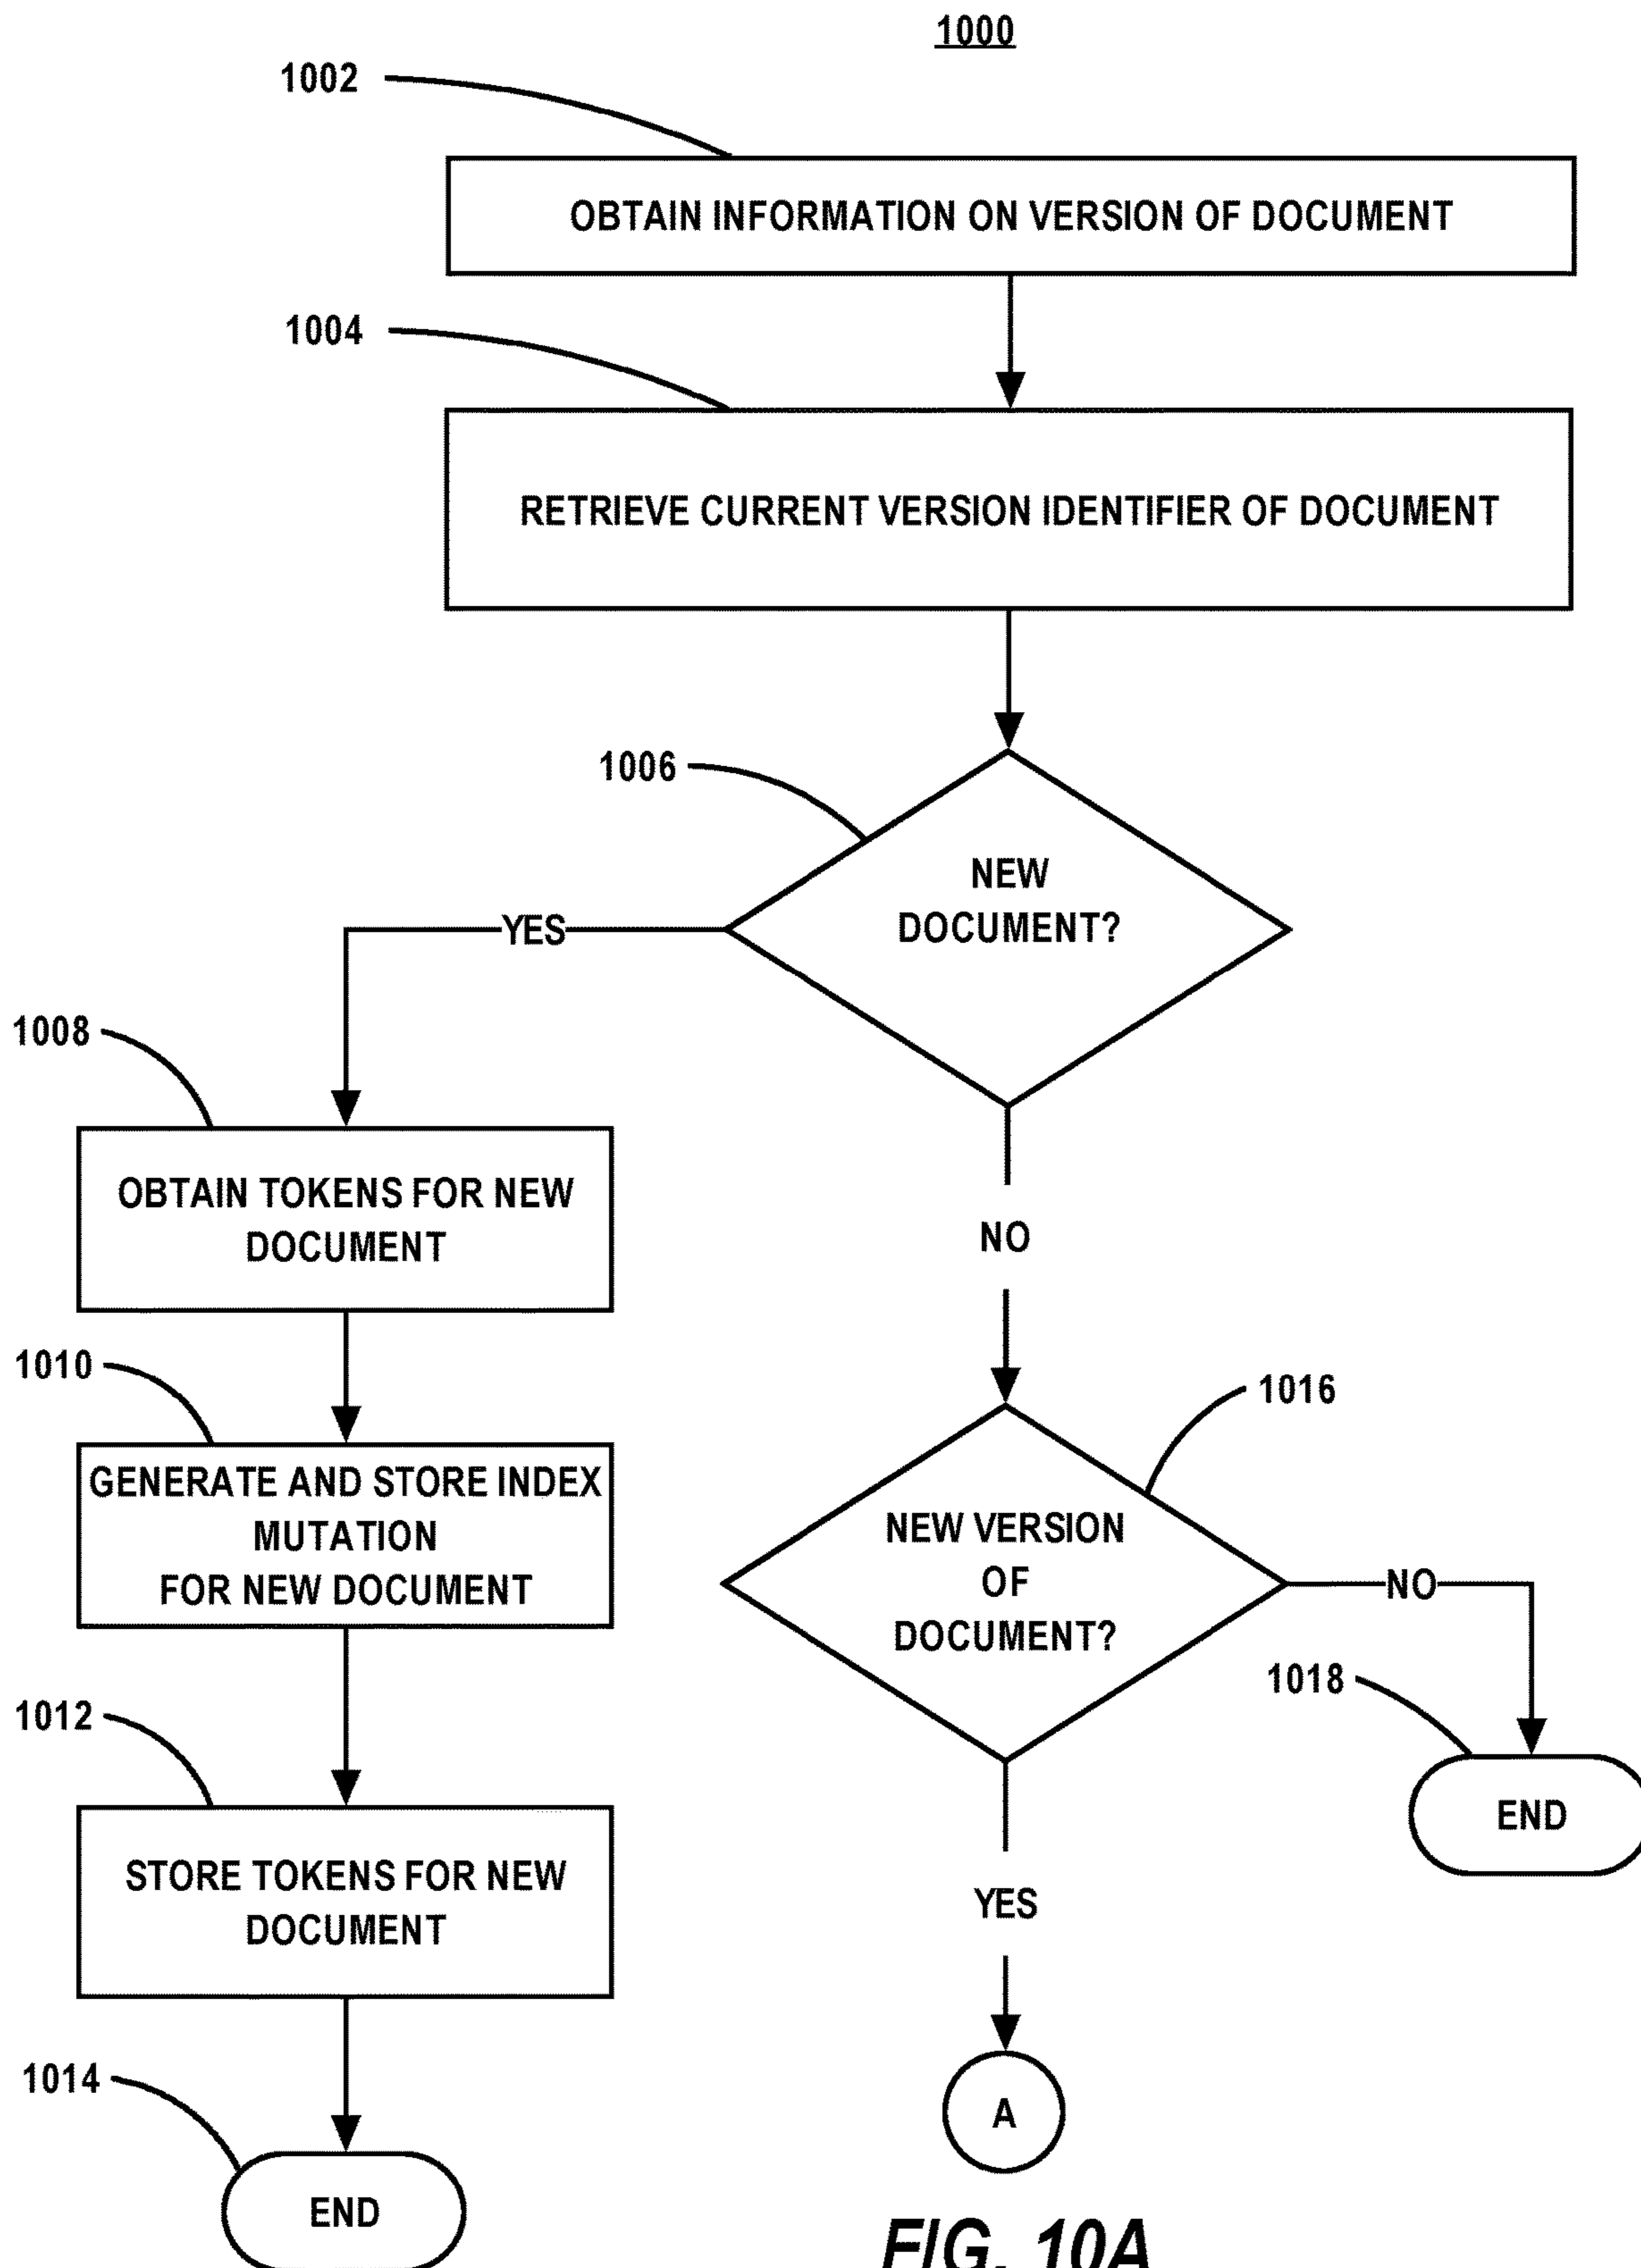 1000
1002
OBTAIN INFORMATION ON VERSION OF DOCUMENT
1004
RETRIEVE CURRENT VERSION IDENTIFIER OF DOCUMENT
1006
NEW
DOCUMENT?
YES
1008
OBTAIN TOKENS FOR NEW
DOCUMENT
NO
1010
GENERATE AND STORE INDEX
MUTATION
FOR NEW DOCUMENT
1016
NEW VERSION
OF
DOCUMENT?
NO
1018
END
1012
STORE TOKENS FOR NEW
DOCUMENT
YES
1014
END
A
FIG. 10A